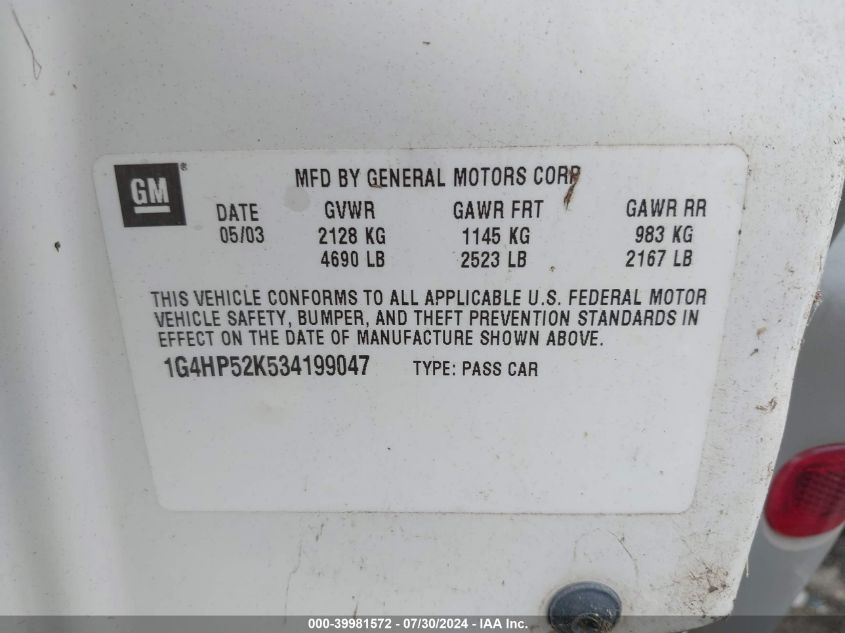 GM®
MFD BY GENERAL MOTORS CORP
DATE GVWR GAWR FRT GAWR RR
05/03 2128 KG 1145 KG 983 KG
4690 LB 2523 LB 2167 LB
THIS VEHICLE CONFORMS TO ALL APPLICABLE U.S. FEDERAL MOTOR
VEHICLE SAFETY, BUMPER, AND THEFT PREVENTION STANDARDS IN
EFFECT ON THE DATE OF MANUFACTURE SHOWN ABOVE.
1G4HP52K534199047 TYPE: PASS CAR
000-39981572 - 07/30/2024 - IAA Inc.